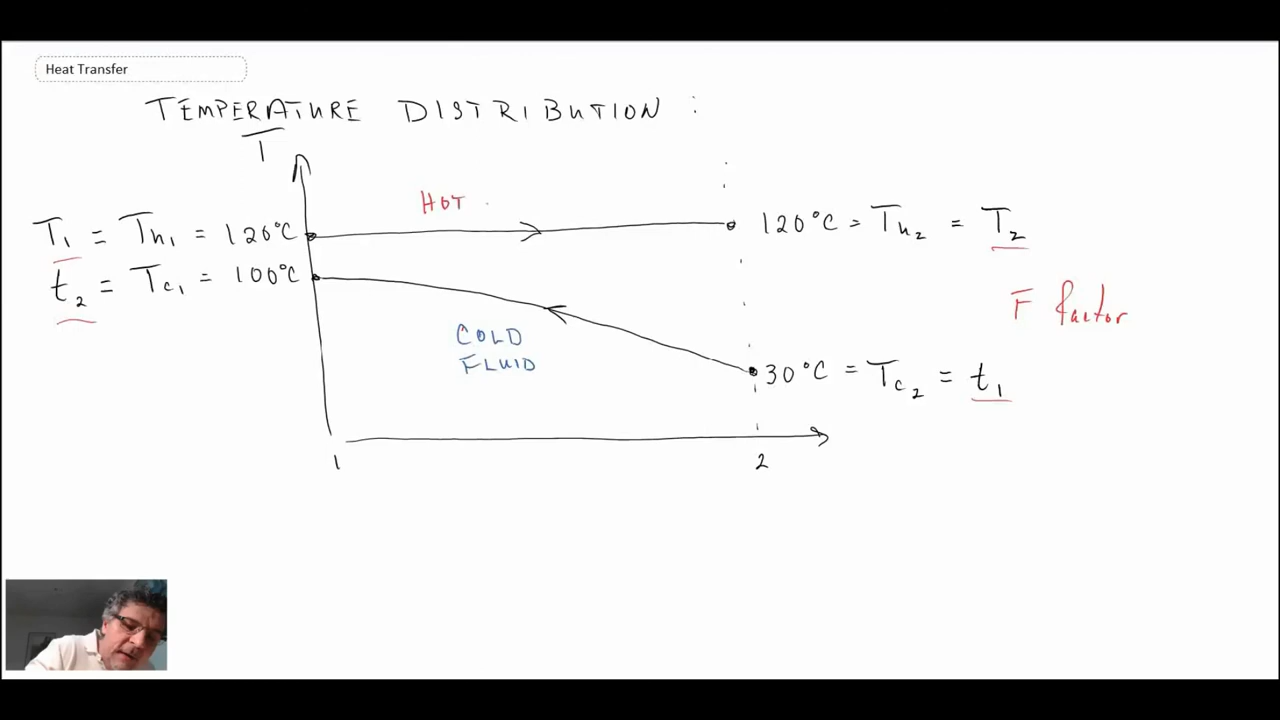 Heat Transfer
TEMPERATURE DISTRIBUTION :
T
HOT
T₁ = Th₁ = 120°C
120°C = Th₂ = T₂
t₂ = Tc₁ = 100°C
F factor
COLD
FLUID
30°C = Tc₂ = t₁
1
2